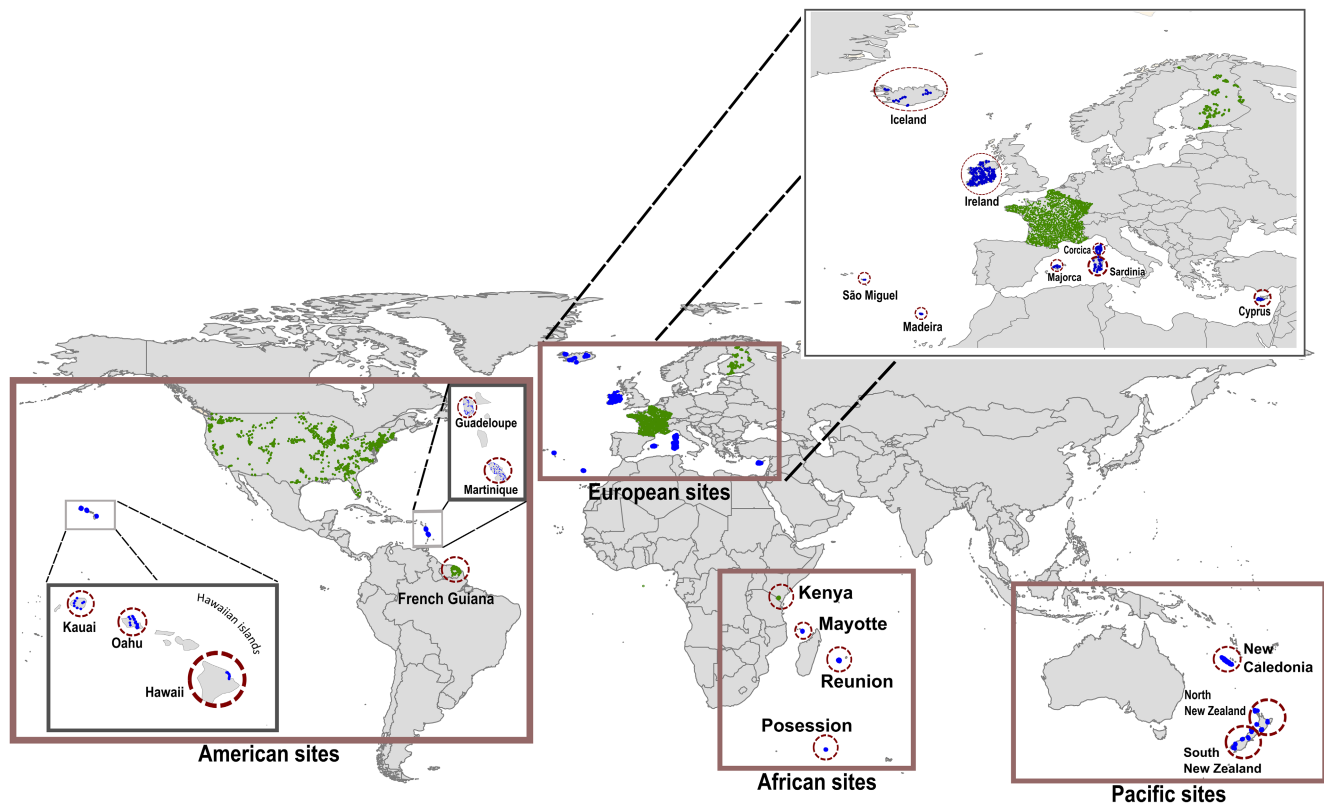 Iceland
Ireland
Corcica
Majorca
Sardinia
São Miguel
Cyprus
Madeira
Guadeloupe
Martinique
European sites
French Guiana
Hawaiian islands
Kauai
Oahu
Hawaii
American sites
Kenya
Mayotte
Reunion
Posession
African sites
New
Caledonia
North
New Zealand
South
New Zealand
Pacific sites